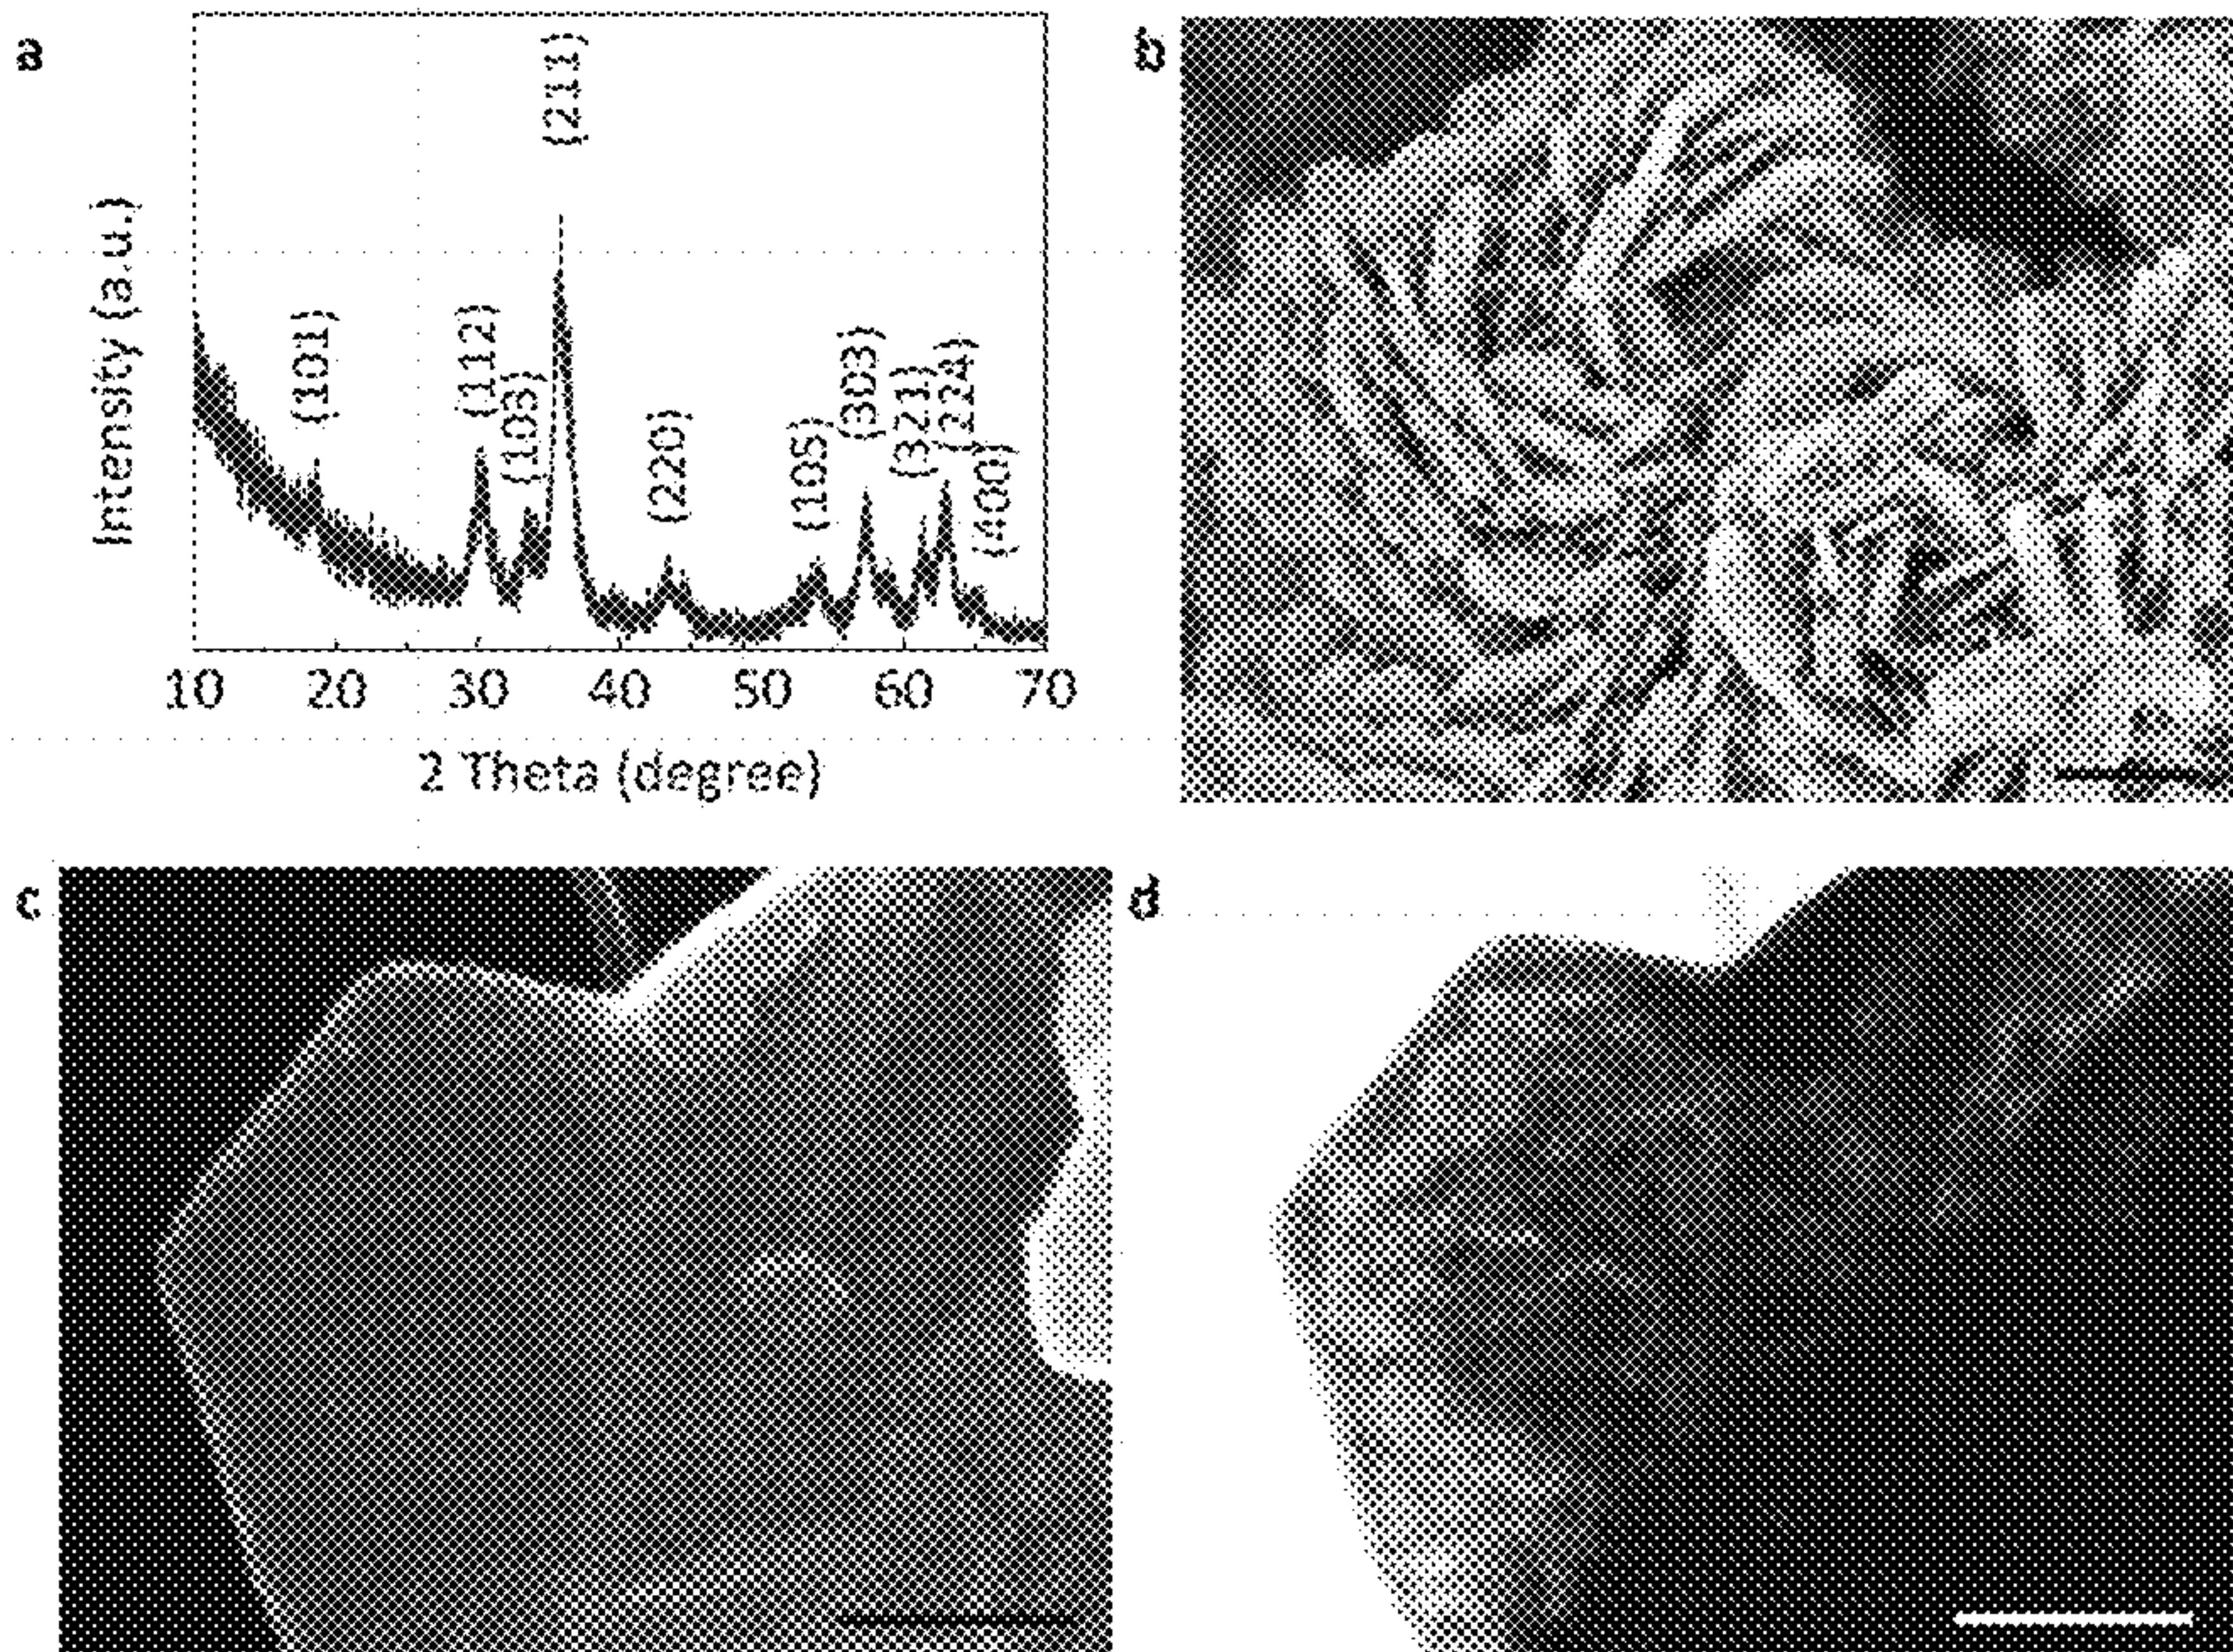 a
b
(211)
(101)
(112)
(103)
(220)
(105)
(303)
(321)
(224)
(400)
Intensity (a.u.)
10 20 30 40 50 60 70
2 Theta (degree)
c
d